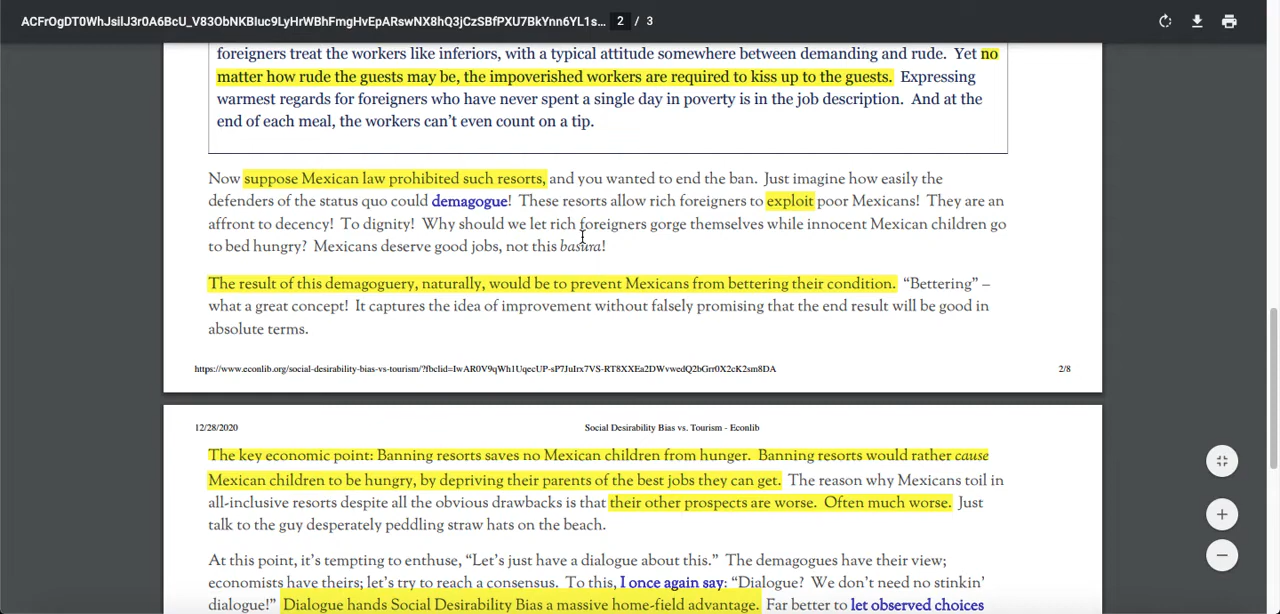 ACFrOgDT0WhJsilJ3r0A6BcU_V83ObNKBIuc9LyHrWBhFmgHvEpARswNX8hQ3jCzSBfPXU7BkYnn6YL1s... 2 / 3
foreigners treat the workers like inferiors, with a typical attitude somewhere between demanding and rude. Yet no
matter how rude the guests may be, the impoverished workers are required to kiss up to the guests. Expressing
warmest regards for foreigners who have never spent a single day in poverty is in the job description. And at the
end of each meal, the workers can’t even count on a tip.
Now suppose Mexican law prohibited such resorts, and you wanted to end the ban. Just imagine how easily the
defenders of the status quo could demagogue! These resorts allow rich foreigners to exploit poor Mexicans! They are an
affront to decency! To dignity! Why should we let rich foreigners gorge themselves while innocent Mexican children go
to bed hungry? Mexicans deserve good jobs, not this basura!
The result of this demagoguery, naturally, would be to prevent Mexicans from bettering their condition. “Bettering” –
what a great concept! It captures the idea of improvement without falsely promising that the end result will be good in
absolute terms.
https://www.econlib.org/social-desirability-bias-vs-tourism/?fbclid=IwAR0V9qWh1UqecUP-sP7JuIrx7VS-RT8XXEa2DWvwedQ2bGrr0X2cK2sm8DA 2/8
12/28/2020 Social Desirability Bias vs. Tourism - Econlib
The key economic point: Banning resorts saves no Mexican children from hunger. Banning resorts would rather cause
Mexican children to be hungry, by depriving their parents of the best jobs they can get. The reason why Mexicans toil in
all-inclusive resorts despite all the obvious drawbacks is that their other prospects are worse. Often much worse. Just
talk to the guy desperately peddling straw hats on the beach.
At this point, it’s tempting to enthuse, “Let’s just have a dialogue about this.” The demagogues have their view;
economists have theirs; let’s try to reach a consensus. To this, I once again say: “Dialogue? We don’t need no stinkin’
dialogue!” Dialogue hands Social Desirability Bias a massive home-field advantage. Far better to let observed choices